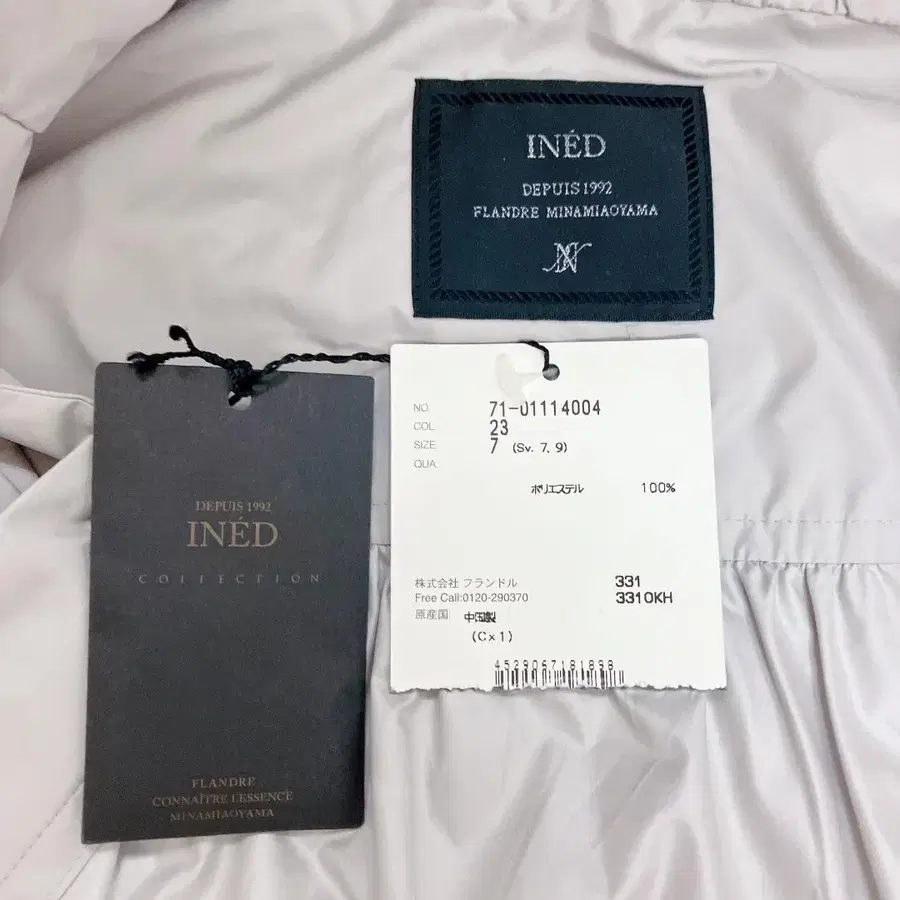 INÉD
DEPUIS 1992
FLANDRE MINAMIAOYAMA
DEPUIS 1992
INÉD
COLLECTION
FLANDRE
CONNAÎTRE L'ESSENCE
MINAMIAOYAMA
NO. 71-01114004
COL. 23
SIZE 7 (Sv. 7, 9)
QUA.
ポリエステル 100%
株式会社 フランドル 331
Free Call:0120-290370 3310KH
原産国 中国製
(C×1)
4529067181898